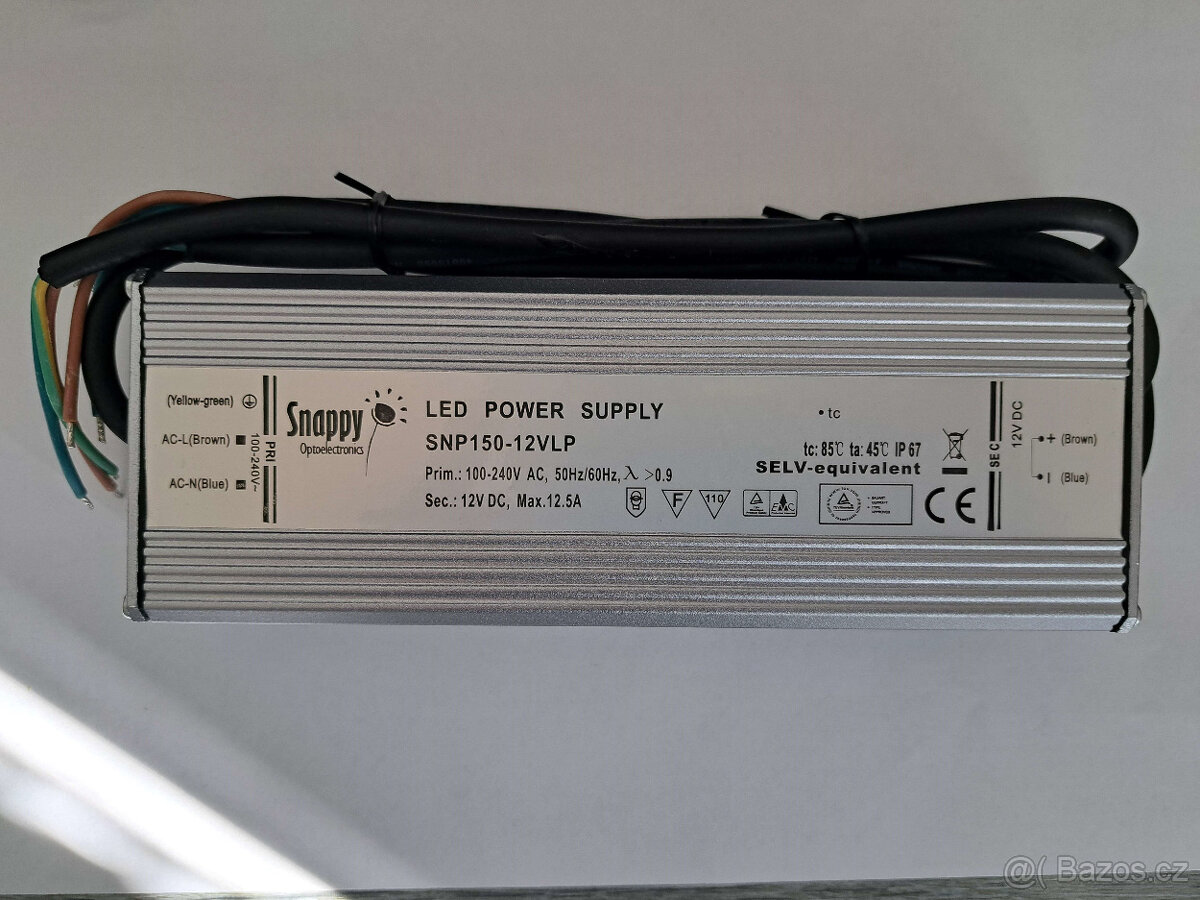 (Yellow-green)
AC-L(Brown)
AC-N(Blue)
PRI
100-240V~
Snappy
Optoelectronics
LED POWER SUPPLY
SNP150-12VLP
Prim.: 100-240V AC, 50Hz/60Hz, λ >0.9
Sec.: 12V DC, Max.12.5A
•tc
tc: 85℃ ta: 45℃ IP 67
SELV-equivalent
F
110
EMC
CE
SEC
12V DC
+ (Brown)
(Blue)
@( Bazos.cz